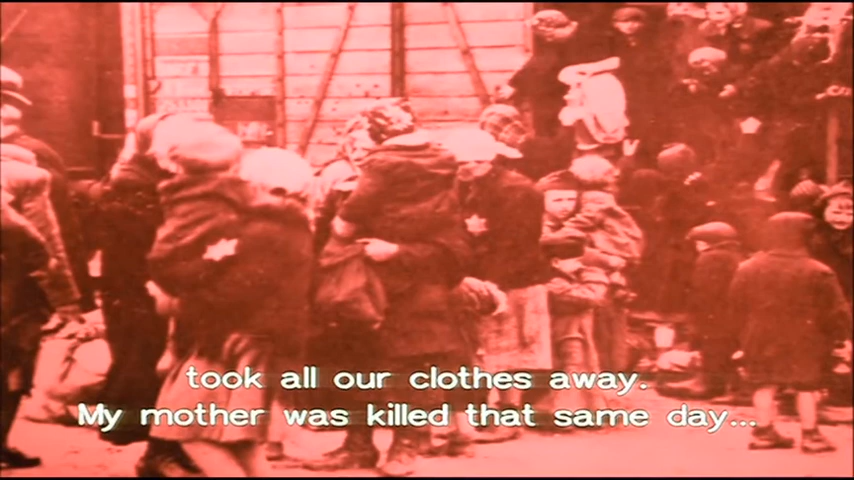 took all our clothes away.
My mother was killed that same day...